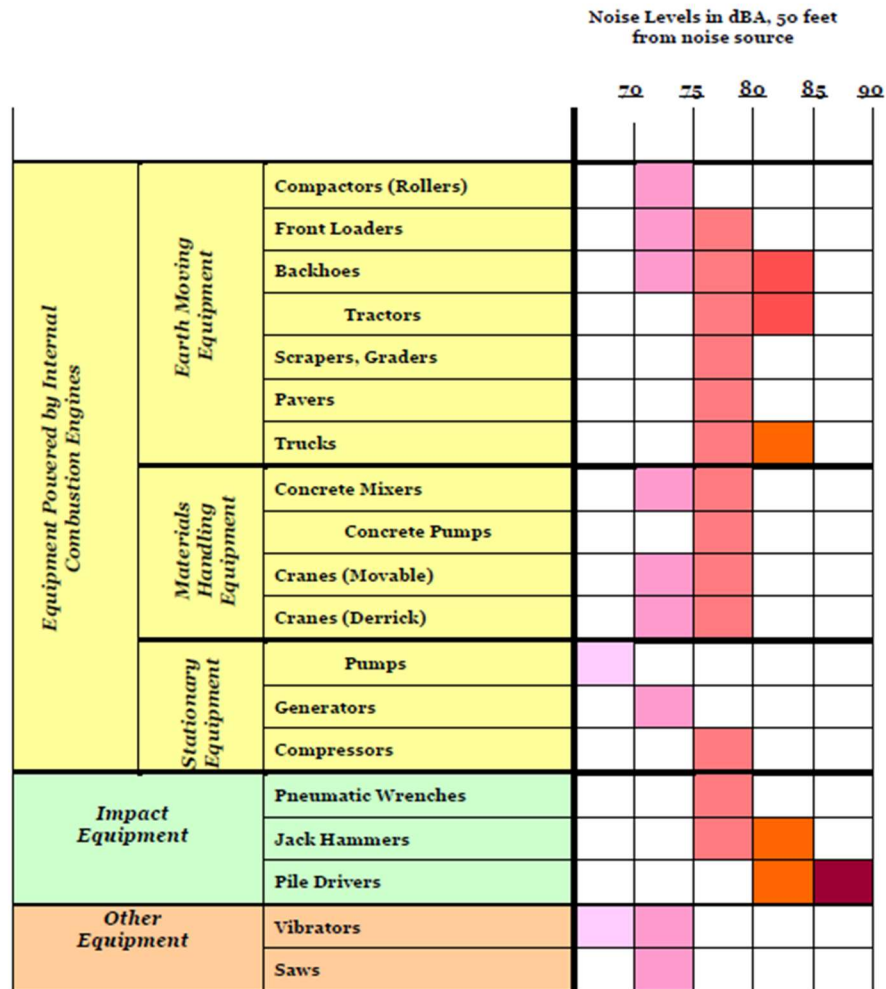 Noise Levels in dBA, 50 feet
from noise source
70 75 80 85 90
Equipment Powered by Internal
Combustion Engines
Earth Moving
Equipment
Compactors (Rollers)
Front Loaders
Backhoes
Tractors
Scrapers, Graders
Pavers
Trucks
Materials
Handling
Equipment
Concrete Mixers
Concrete Pumps
Cranes (Movable)
Cranes (Derrick)
Stationary
Equipment
Pumps
Generators
Compressors
Impact
Equipment
Pneumatic Wrenches
Jack Hammers
Pile Drivers
Other
Equipment
Vibrators
Saws